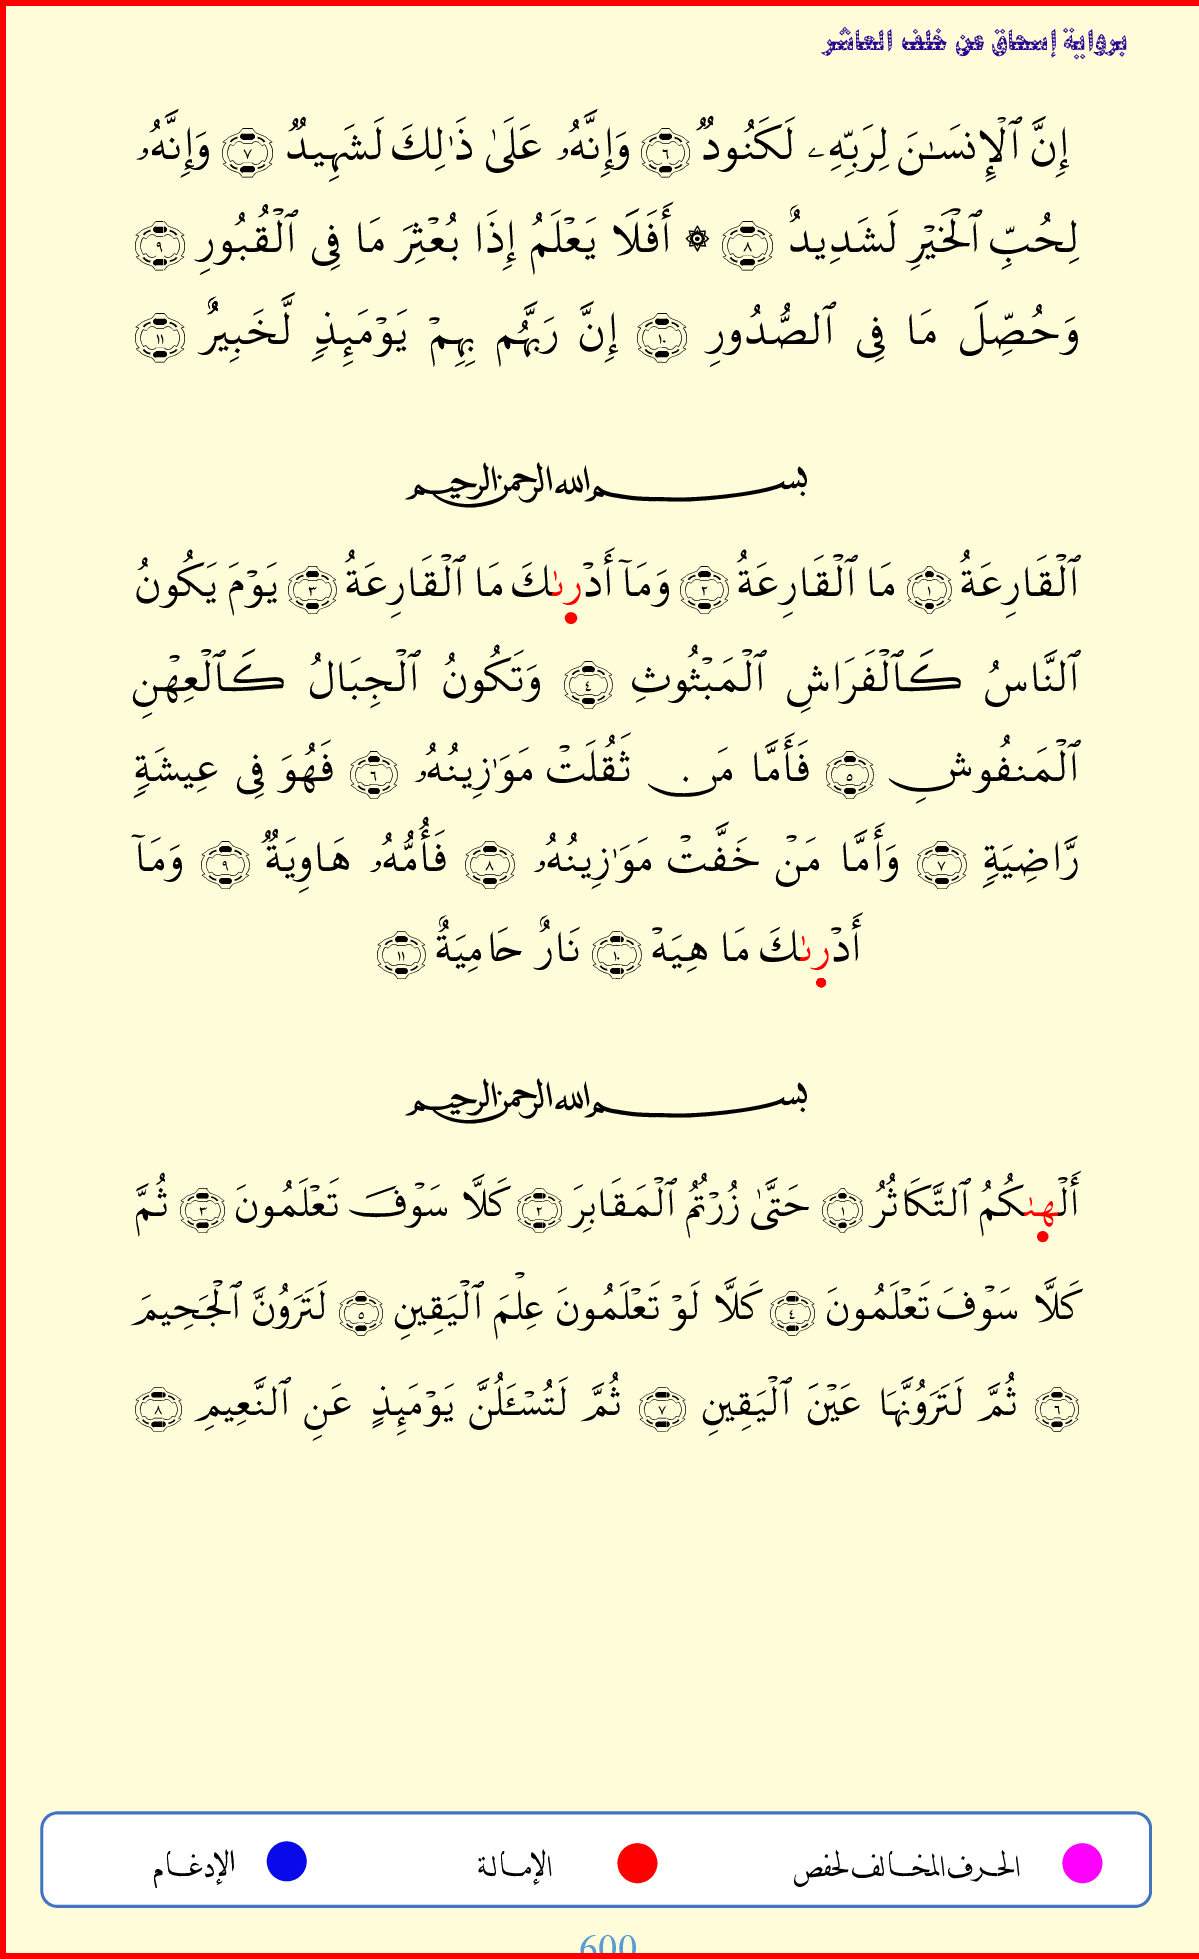 برواية إسحاق عن خلف العاشر
إِنَّ ٱلْإِنسَـٰنَ لِرَبِّهِۦ لَكَنُودٌ ٦ وَإِنَّهُۥ عَلَىٰ ذَٰلِكَ لَشَهِيدٌ ٧ وَإِنَّهُۥ
لِحُبِّ ٱلْخَيْرِ لَشَدِيدٌ ٨ ۞ أَفَلَا يَعْلَمُ إِذَا بُعْثِرَ مَا فِى ٱلْقُبُورِ ٩
وَحُصِّلَ مَا فِى ٱلصُّدُورِ ١٠ إِنَّ رَبَّهُم بِهِمْ يَوْمَئِذٍ لَّخَبِيرٌ ١١
بسم الله الرحمن الرحيم
ٱلْقَارِعَةُ ١ مَا ٱلْقَارِعَةُ ٢ وَمَآ أَدْرىٰكَ مَا ٱلْقَارِعَةُ ٣ يَوْمَ يَكُونُ
ٱلنَّاسُ كَٱلْفَرَاشِ ٱلْمَبْثُوثِ ٤ وَتَكُونُ ٱلْجِبَالُ كَٱلْعِهْنِ
ٱلْمَنفُوشِ ٥ فَأَمَّا مَن ثَقُلَتْ مَوَٰزِينُهُۥ ٦ فَهُوَ فِى عِيشَةٍ
رَّاضِيَةٍ ٧ وَأَمَّا مَنْ خَفَّتْ مَوَٰزِينُهُۥ ٨ فَأُمُّهُۥ هَاوِيَةٌ ٩ وَمَآ
أَدْرىٰكَ مَا هِيَهْ ١٠ نَارٌ حَامِيَةٌ ١١
بسم الله الرحمن الرحيم
أَلْهىٰكُمُ ٱلتَّكَاثُرُ ١ حَتَّىٰ زُرْتُمُ ٱلْمَقَابِرَ ٢ كَلَّا سَوْفَ تَعْلَمُونَ ٣ ثُمَّ
كَلَّا سَوْفَ تَعْلَمُونَ ٤ كَلَّا لَوْ تَعْلَمُونَ عِلْمَ ٱلْيَقِينِ ٥ لَتَرَوُنَّ ٱلْجَحِيمَ
٦ ثُمَّ لَتَرَوُنَّهَا عَيْنَ ٱلْيَقِينِ ٧ ثُمَّ لَتُسْـَٔلُنَّ يَوْمَئِذٍ عَنِ ٱلنَّعِيمِ ٨
الحرف المخالف لحفص الإمالة الإدغام
600